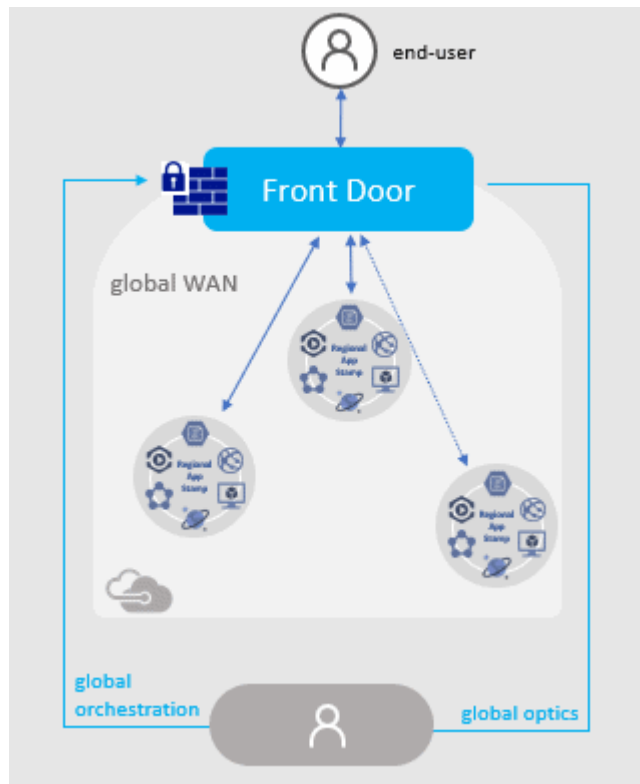 end-user
Front Door
global WAN
Regional
App
Stamp
Regional
App
Stamp
Regional
App
Stamp
global
orchestration
global optics